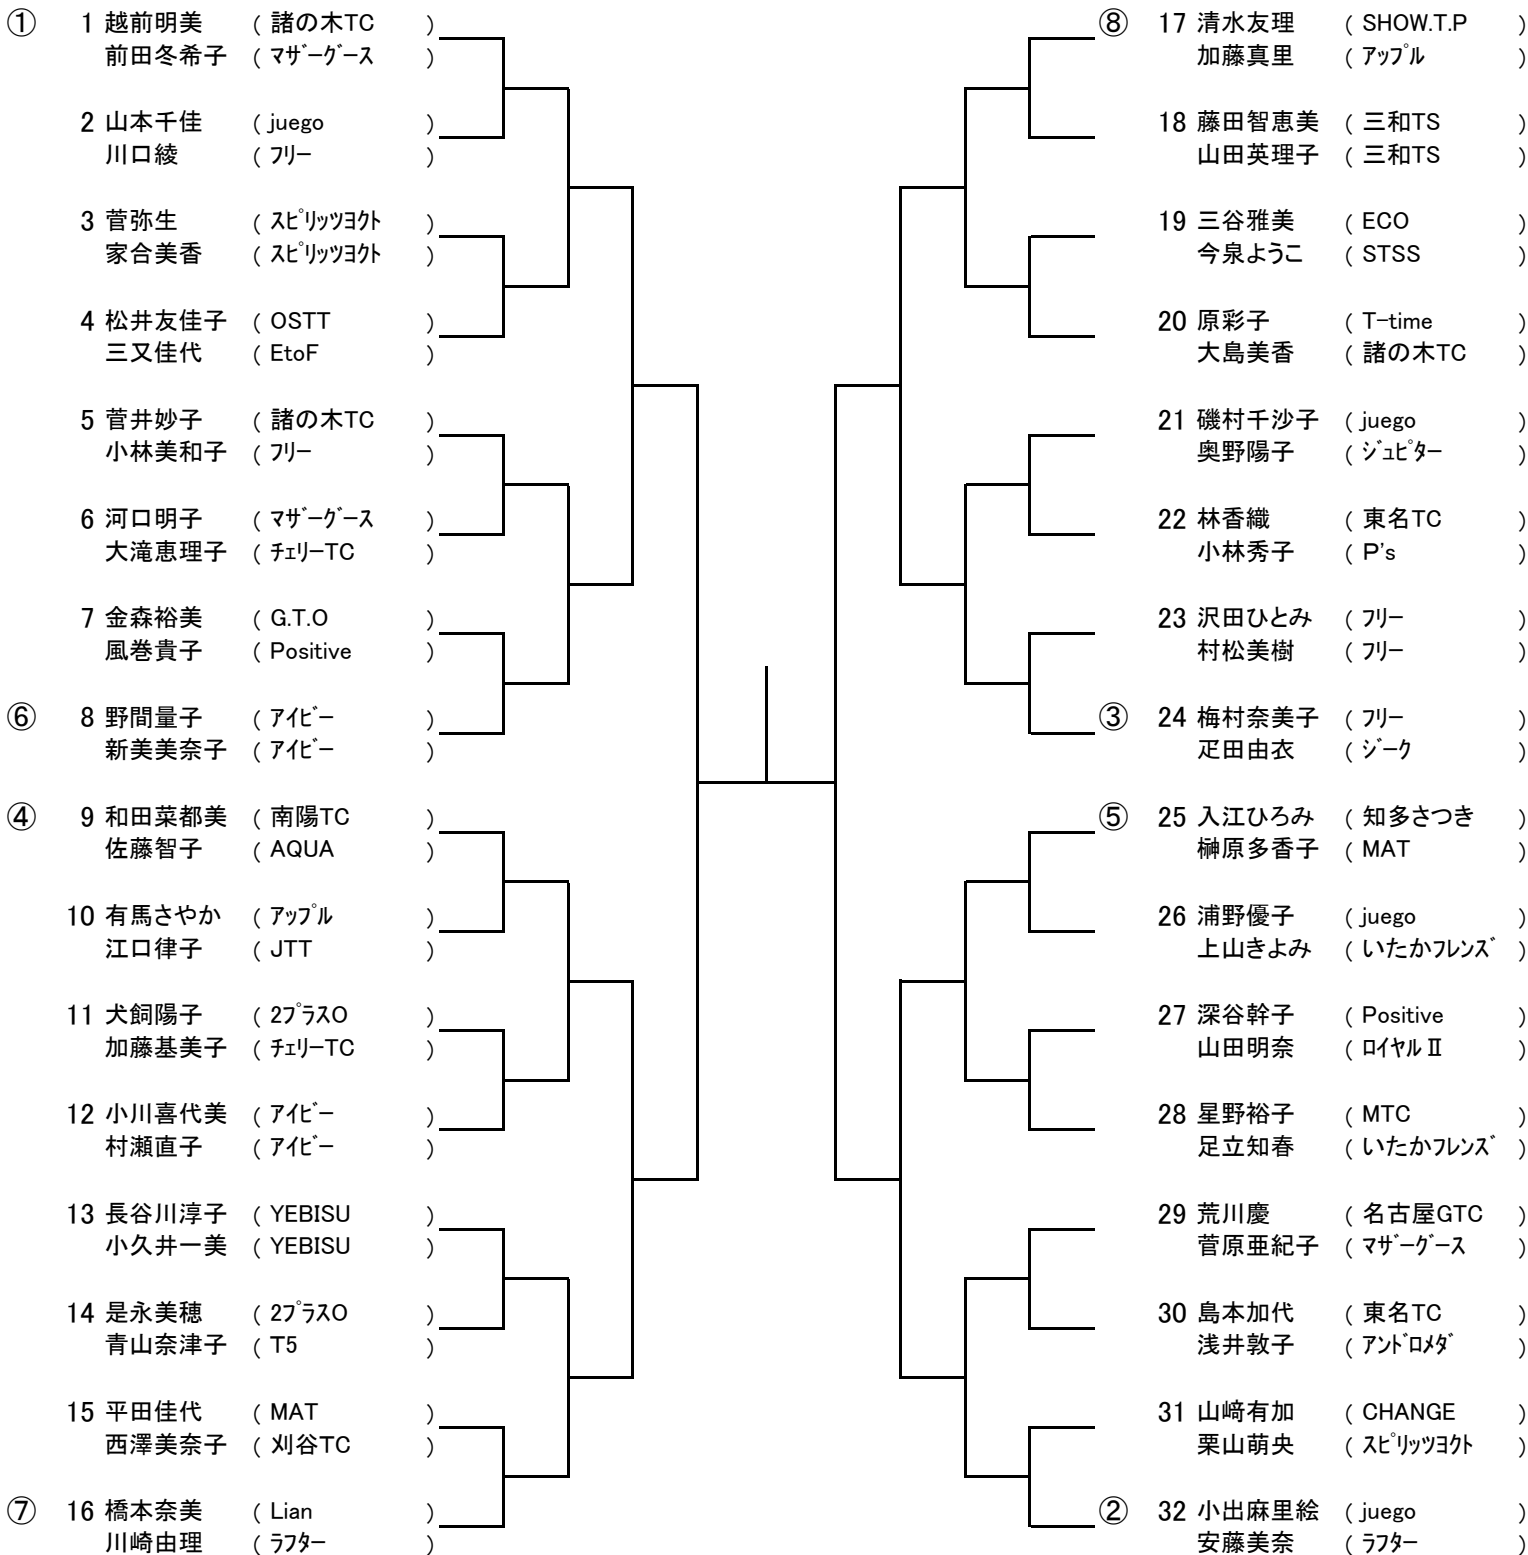 ① 1 越前明美 ( 諸の木TC )
前田冬希子 ( ﾏｻﾞｰｸﾞｰｽ )
2 山本千佳 ( juego )
川口綾 ( ﾌﾘｰ )
3 菅弥生 ( ｽﾋﾟﾘｯﾂﾖｸﾄ )
家合美香 ( ｽﾋﾟﾘｯﾂﾖｸﾄ )
4 松井友佳子 ( OSTT )
三又佳代 ( EtoF )
5 菅井妙子 ( 諸の木TC )
小林美和子 ( ﾌﾘｰ )
6 河口明子 ( ﾏｻﾞｰｸﾞｰｽ )
大滝恵理子 ( ﾁｪﾘｰTC )
7 金森裕美 ( G.T.O )
風巻貴子 ( Positive )
⑥ 8 野間量子 ( ｱｲﾋﾞｰ )
新美美奈子 ( ｱｲﾋﾞｰ )
④ 9 和田菜都美 ( 南陽TC )
佐藤智子 ( AQUA )
10 有馬さやか ( ｱｯﾌﾟﾙ )
江口律子 ( JTT )
11 犬飼陽子 ( 2ﾌﾟﾗｽO )
加藤基美子 ( ﾁｪﾘｰTC )
12 小川喜代美 ( ｱｲﾋﾞｰ )
村瀬直子 ( ｱｲﾋﾞｰ )
13 長谷川淳子 ( YEBISU )
小久井一美 ( YEBISU )
14 是永美穂 ( 2ﾌﾟﾗｽO )
青山奈津子 ( T5 )
15 平田佳代 ( MAT )
西澤美奈子 ( 刈谷TC )
⑦ 16 橋本奈美 ( Lian )
川崎由理 ( ﾗﾌﾀｰ )
⑧ 17 清水友理 ( SHOW.T.P )
加藤真里 ( ｱｯﾌﾟﾙ )
18 藤田智恵美 ( 三和TS )
山田英理子 ( 三和TS )
19 三谷雅美 ( ECO )
今泉ようこ ( STSS )
20 原彩子 ( T-time )
大島美香 ( 諸の木TC )
21 磯村千沙子 ( juego )
奥野陽子 ( ｼﾞｭﾋﾟﾀｰ )
22 林香織 ( 東名TC )
小林秀子 ( P's )
23 沢田ひとみ ( ﾌﾘｰ )
村松美樹 ( ﾌﾘｰ )
③ 24 梅村奈美子 ( ﾌﾘｰ )
疋田由衣 ( ｼﾞｰｸ )
⑤ 25 入江ひろみ ( 知多さつき )
榊原多香子 ( MAT )
26 浦野優子 ( juego )
上山きよみ ( いたかﾌﾚﾝｽﾞ )
27 深谷幹子 ( Positive )
山田明奈 ( ﾛｲﾔﾙⅡ )
28 星野裕子 ( MTC )
足立知春 ( いたかﾌﾚﾝｽﾞ )
29 荒川慶 ( 名古屋GTC )
菅原亜紀子 ( ﾏｻﾞｰｸﾞｰｽ )
30 島本加代 ( 東名TC )
浅井敦子 ( ｱﾝﾄﾞﾛﾒﾀﾞ )
31 山﨑有加 ( CHANGE )
栗山萌央 ( ｽﾋﾟﾘｯﾂﾖｸﾄ )
② 32 小出麻里絵 ( juego )
安藤美奈 ( ﾗﾌﾀｰ )